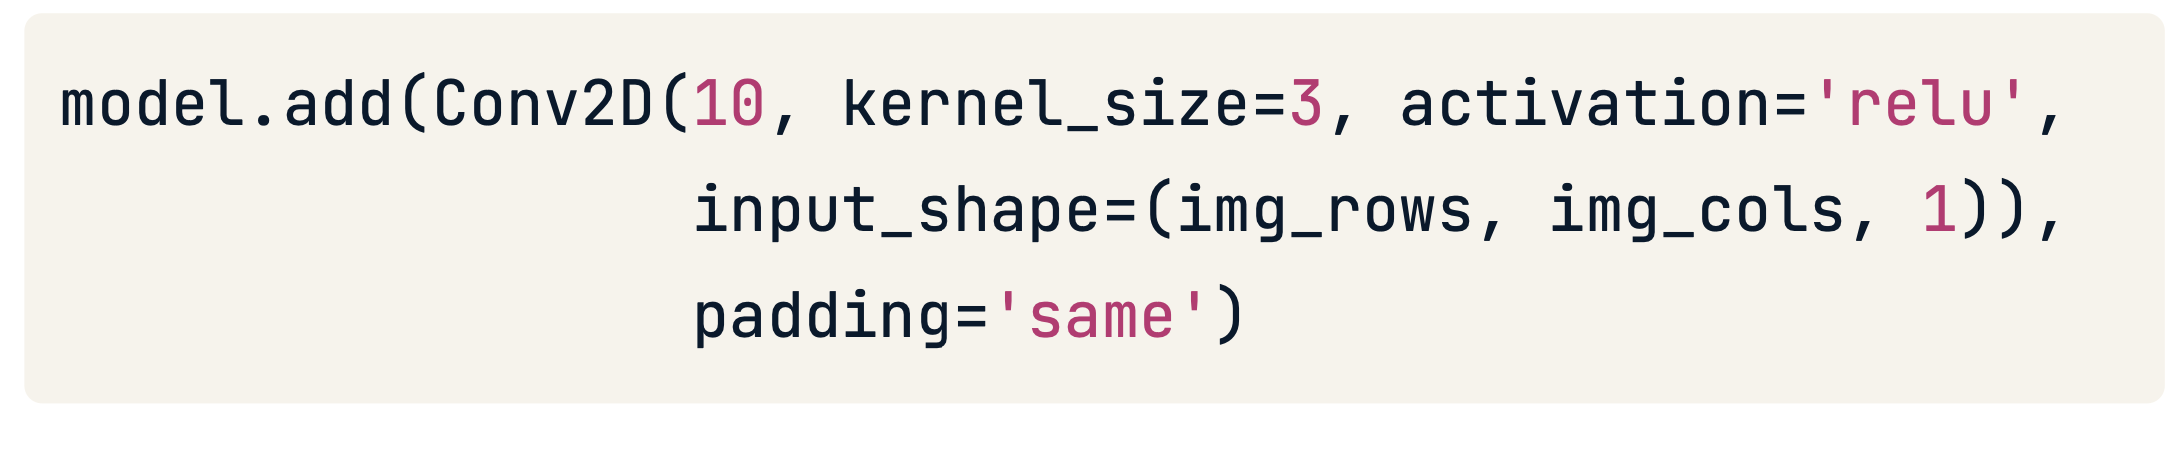 model.add(Conv2D(10, kernel_size=3, activation='relu',
input_shape=(img_rows, img_cols, 1)),
padding='same')